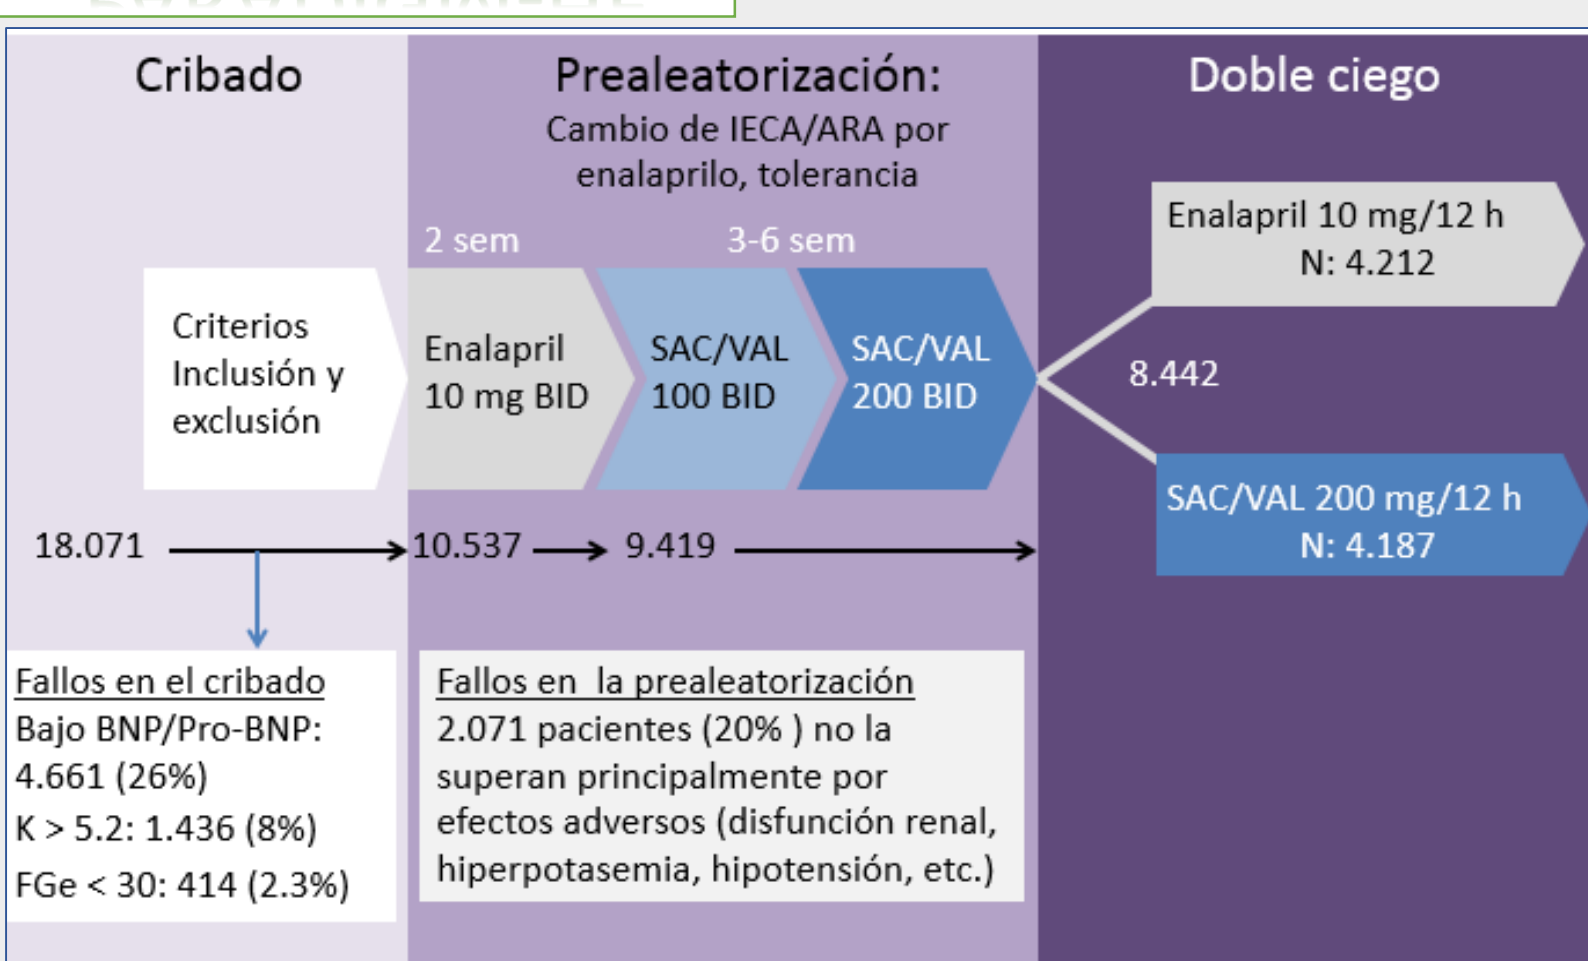 Cribado
Criterios
Inclusión y
exclusión
18.071
Fallos en el cribado
Bajo BNP/Pro-BNP:
4.661 (26%)
K > 5.2: 1.436 (8%)
FGe < 30: 414 (2.3%)
Prealeatorización:
Cambio de IECA/ARA por
enalaprilo, tolerancia
2 sem
3-6 sem
Enalapril
10 mg BID
SAC/VAL
100 BID
SAC/VAL
200 BID
10.537
9.419
Fallos en la prealeatorización
2.071 pacientes (20% ) no la
superan principalmente por
efectos adversos (disfunción renal,
hiperpotasemia, hipotensión, etc.)
Doble ciego
Enalapril 10 mg/12 h
N: 4.212
8.442
SAC/VAL 200 mg/12 h
N: 4.187